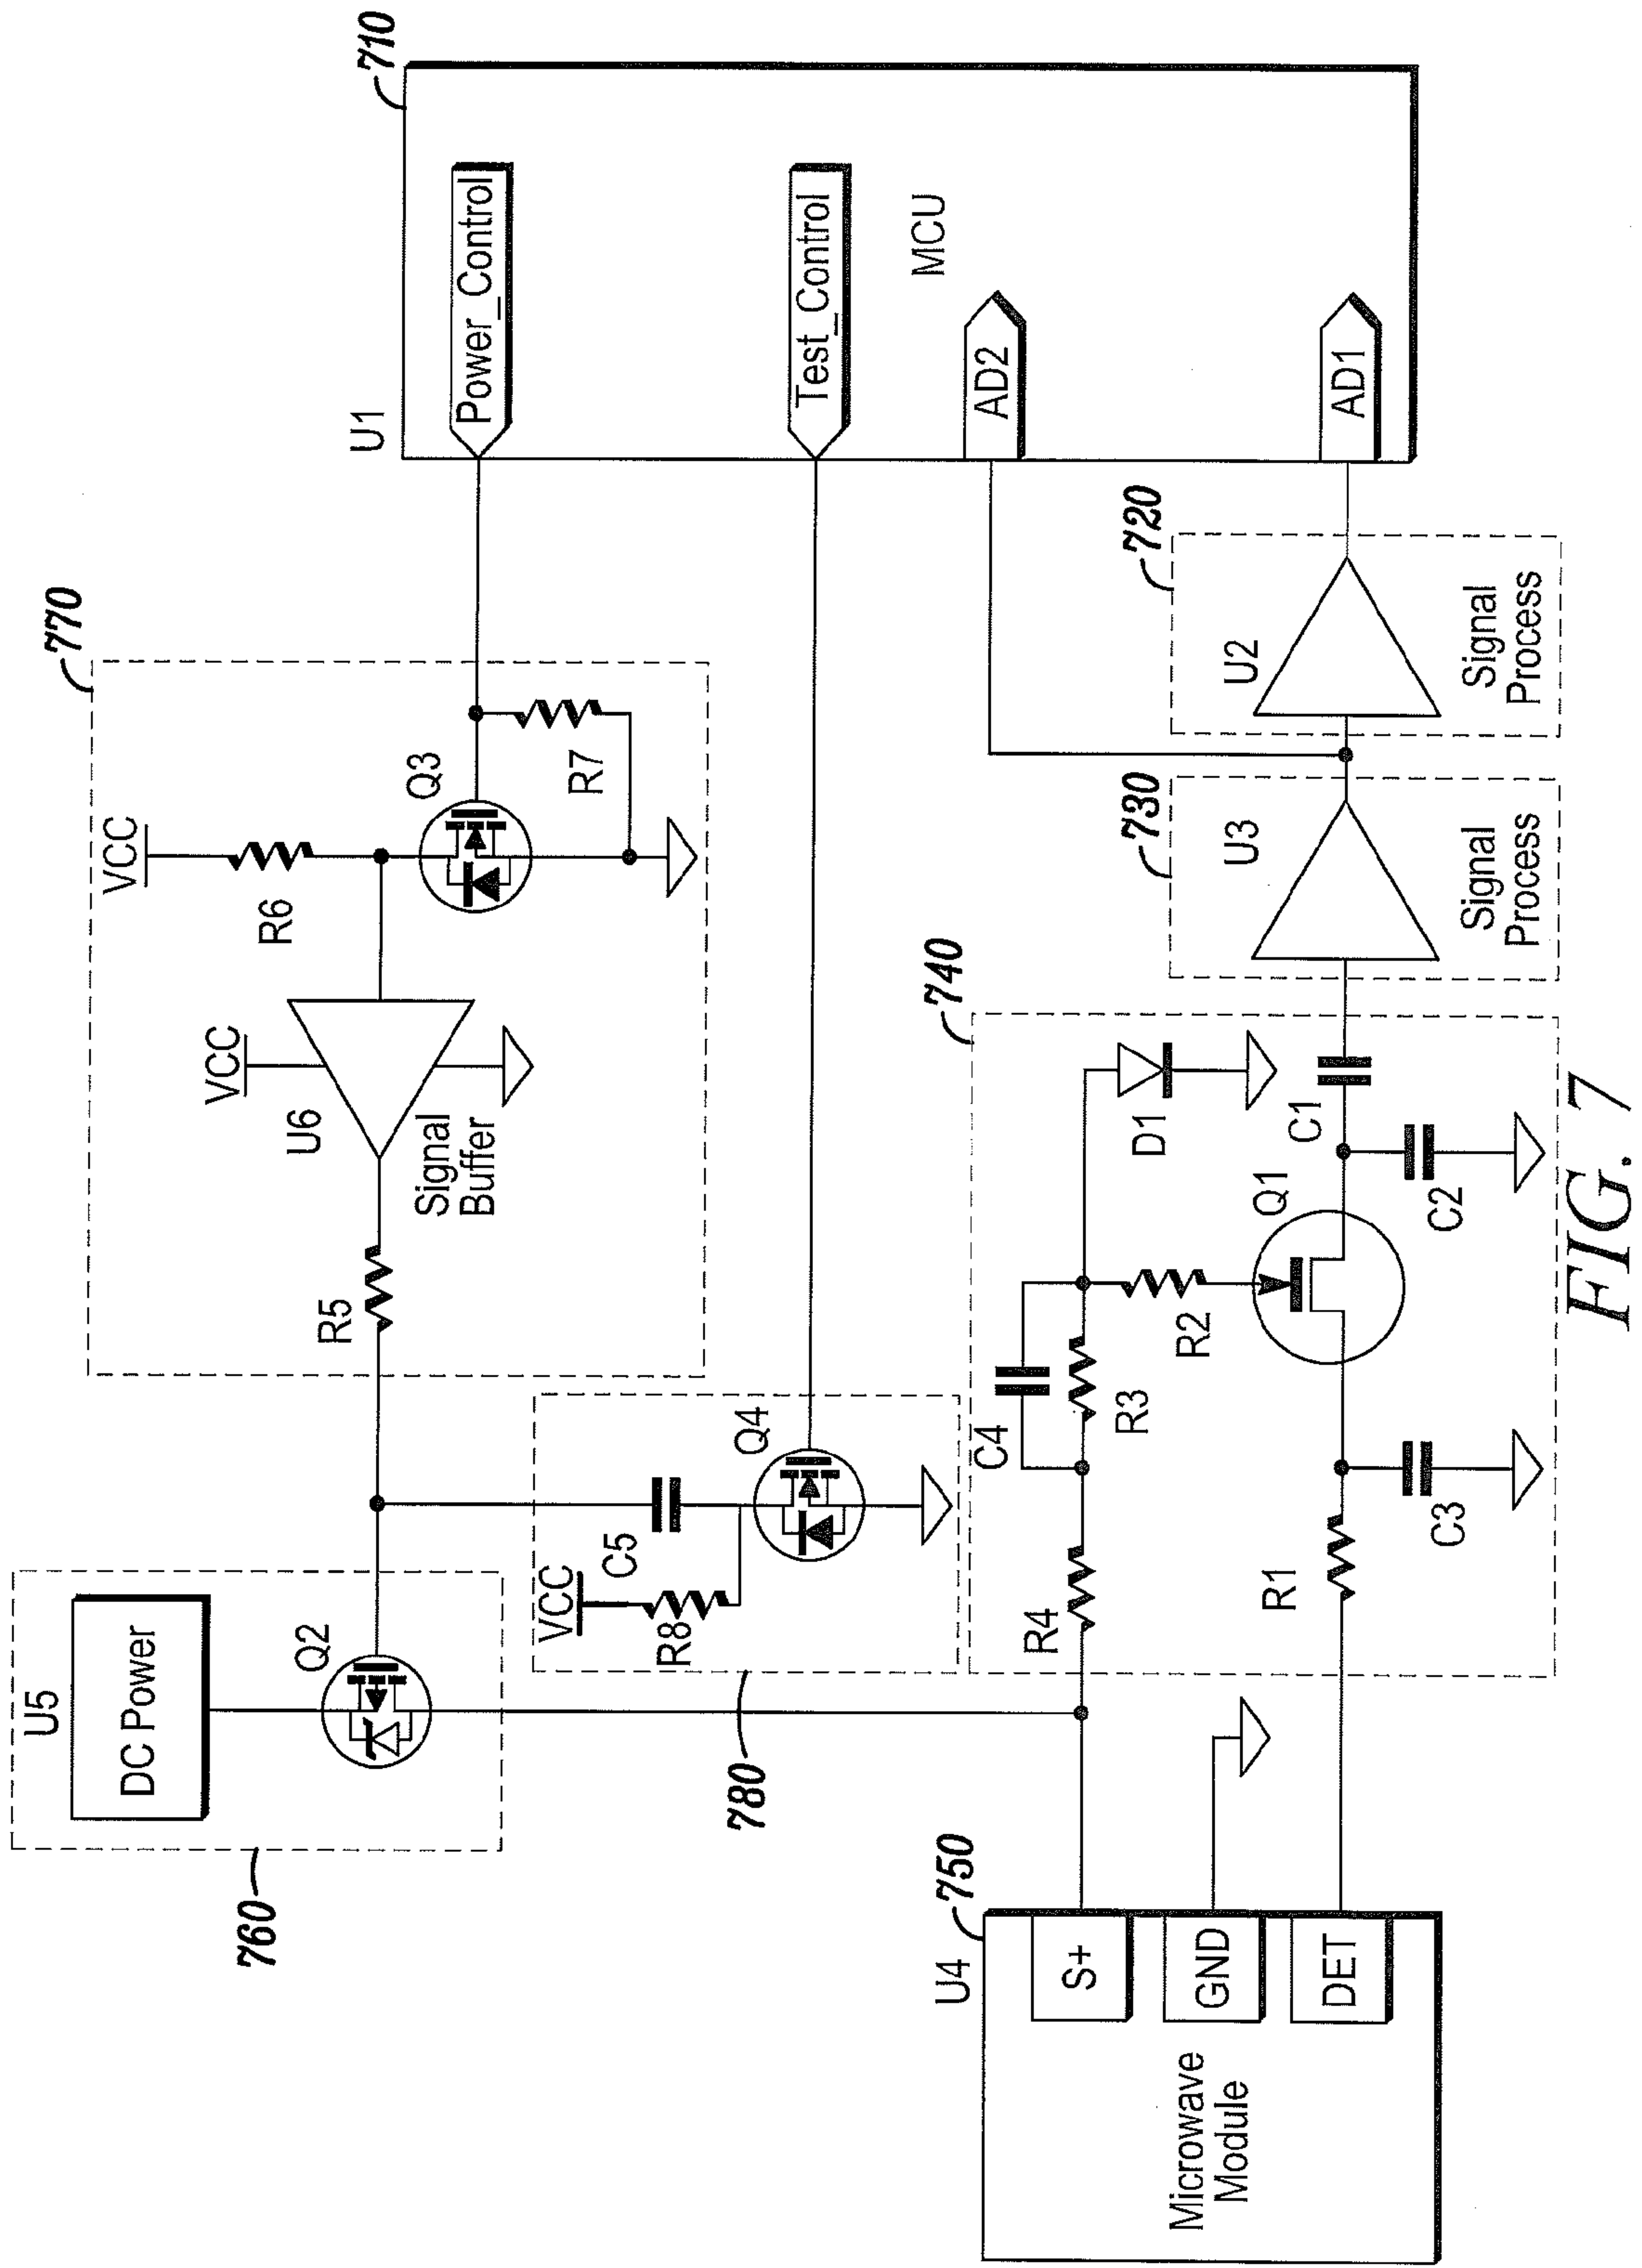 760
U5
DC Power
Q2
770
VCC
R6
VCC
U6
Signal
Buffer
R5
Q3
R7
710
U1
Power_Control
Test_Control
MCU
AD2
AD1
780
VCC
R8
C5
Q4
740
C4
R4
R3
R2
D1
Q1
R1
C3
C2
C1
730
U3
Signal
Process
720
U2
Signal
Process
750
U4
S+
GND
DET
Microwave
Module
FIG. 7